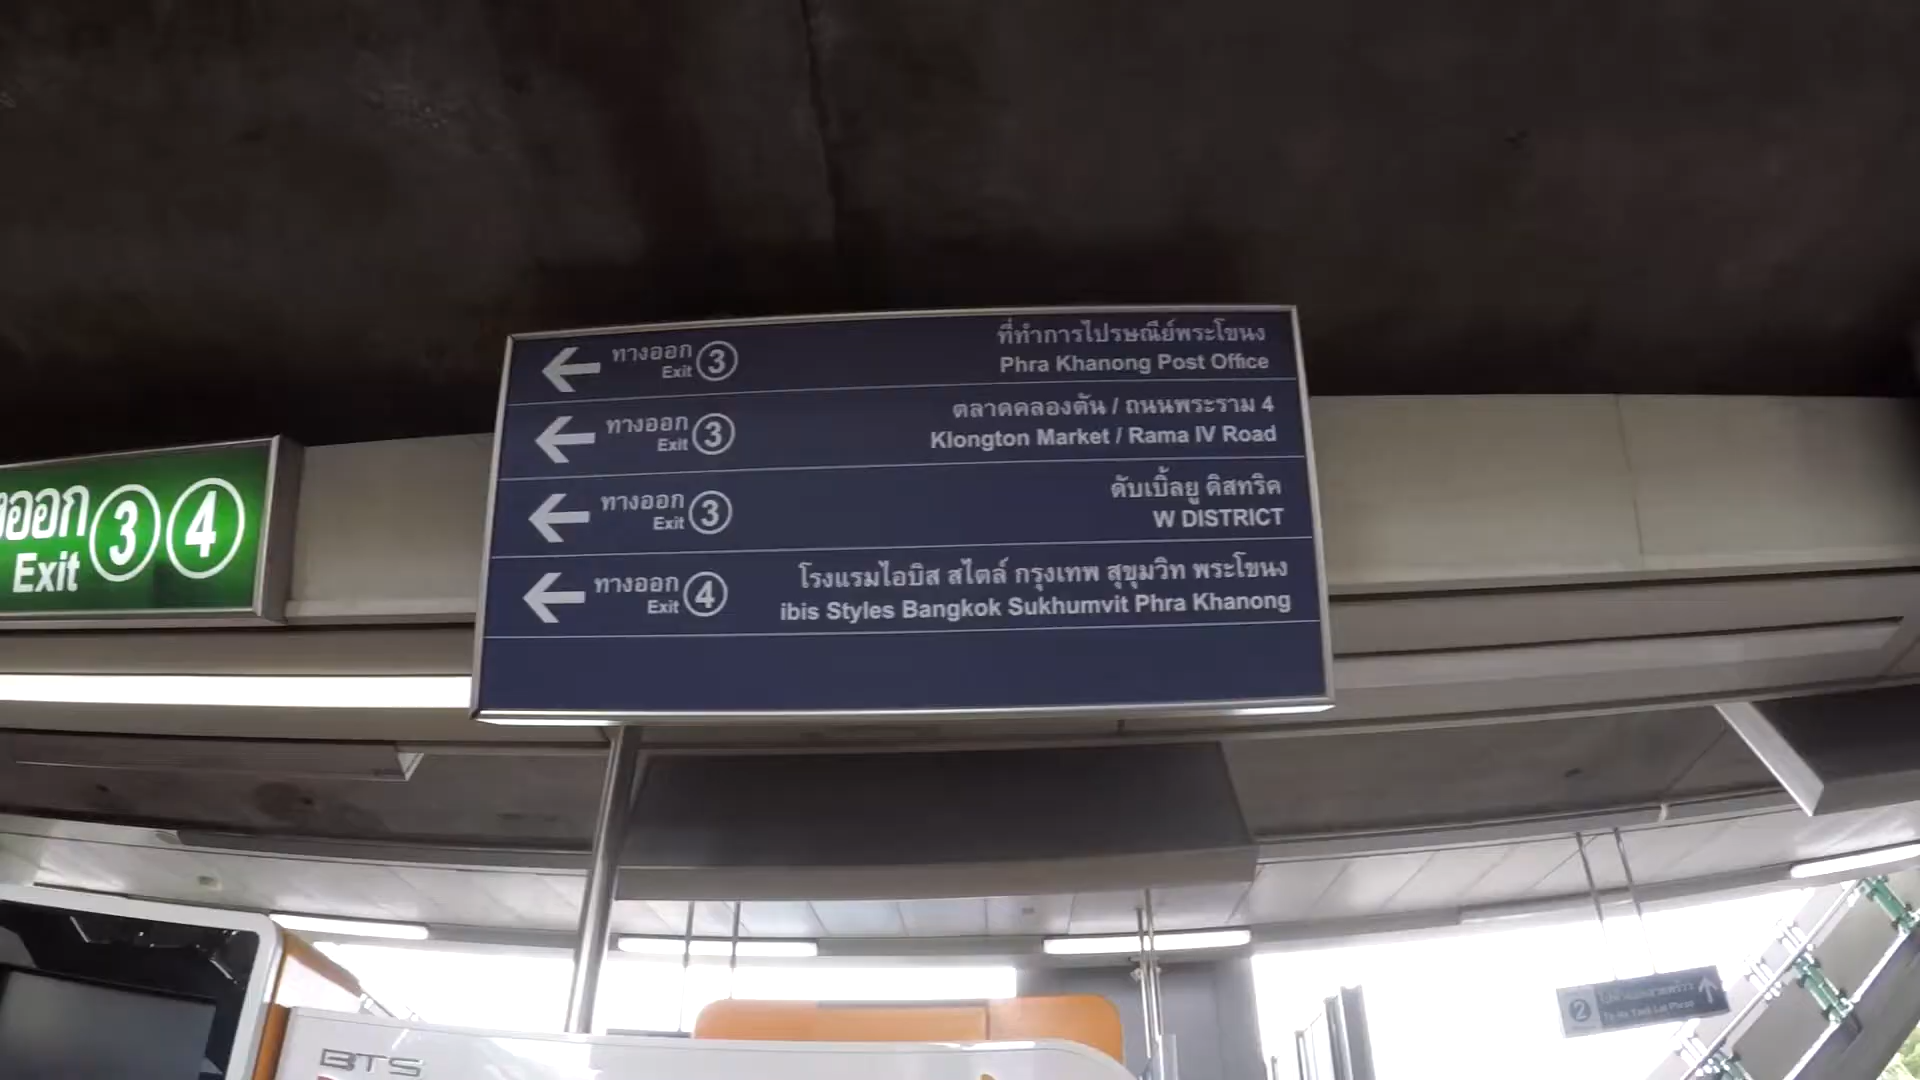 ทางออก 3
Exit
ที่ทำการไปรษณีย์พระโขนง
Phra Khanong Post Office
ทางออก 3
Exit
ตลาดคลองตัน / ถนนพระราม 4
Klongton Market / Rama IV Road
ทางออก 3
Exit
ดับเบิ้ลยู ดิสทริค
W DISTRICT
ทางออก 4
Exit
โรงแรมไอบิส สไตล์ กรุงเทพ สุขุมวิท พระโขนง
ibis Styles Bangkok Sukhumvit Phra Khanong
ออก 3 4
Exit
BTS
2